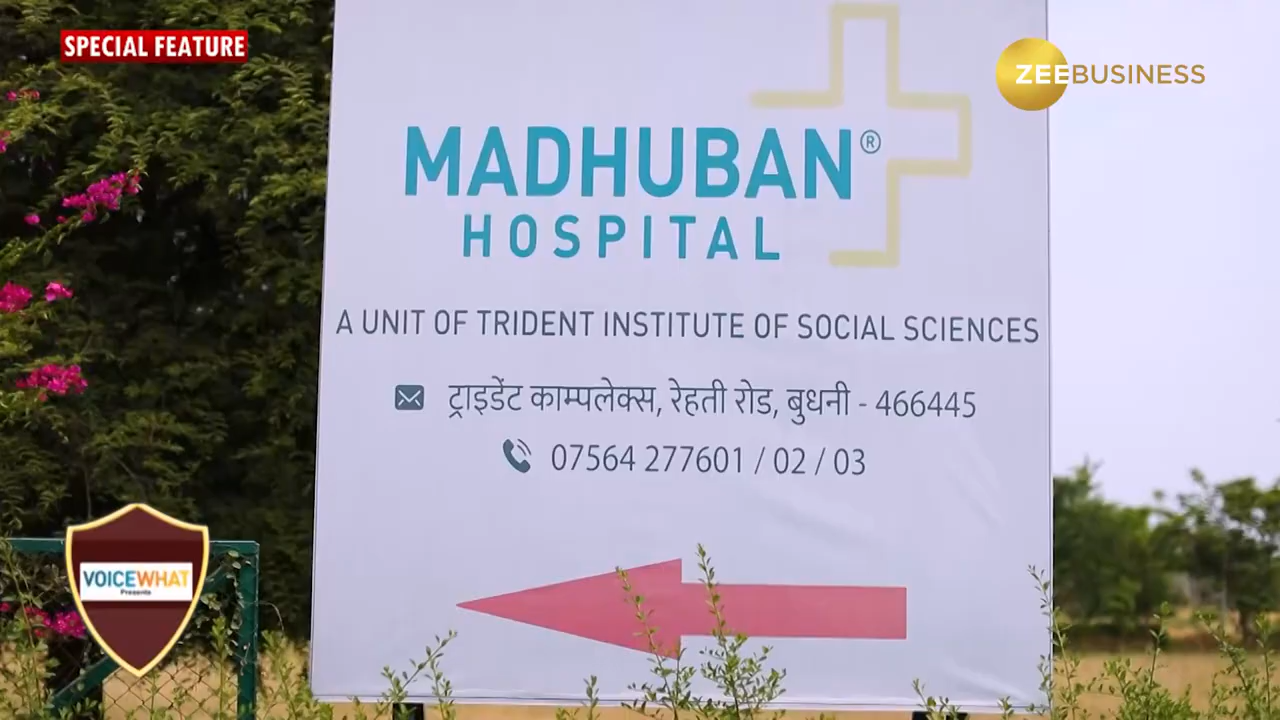 SPECIAL FEATURE
ZEEBUSINESS
MADHUBAN®
HOSPITAL
A UNIT OF TRIDENT INSTITUTE OF SOCIAL SCIENCES
ट्राइडेंट काम्पलेक्स, रेहती रोड, बुधनी - 466445
07564 277601 / 02 / 03
VOICEWHAT
Presents